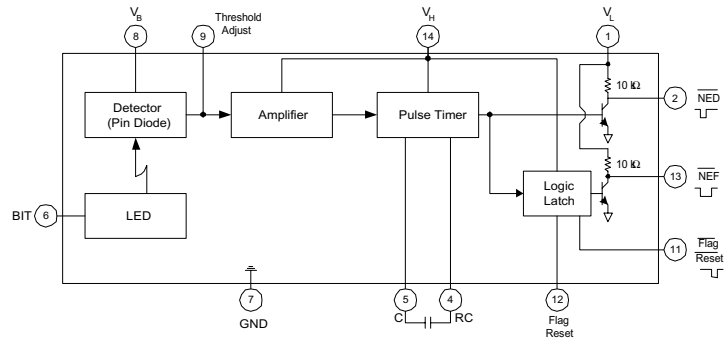 VB
Threshold
Adjust
VH
VL
8
9
14
1
10 kΩ
2
NED
Detector
(Pin Diode)
Amplifier
Pulse Timer
10 kΩ
13
NEF
Logic
Latch
BIT
6
LED
11
Flag
Reset
7
GND
5
C
4
RC
12
Flag
Reset